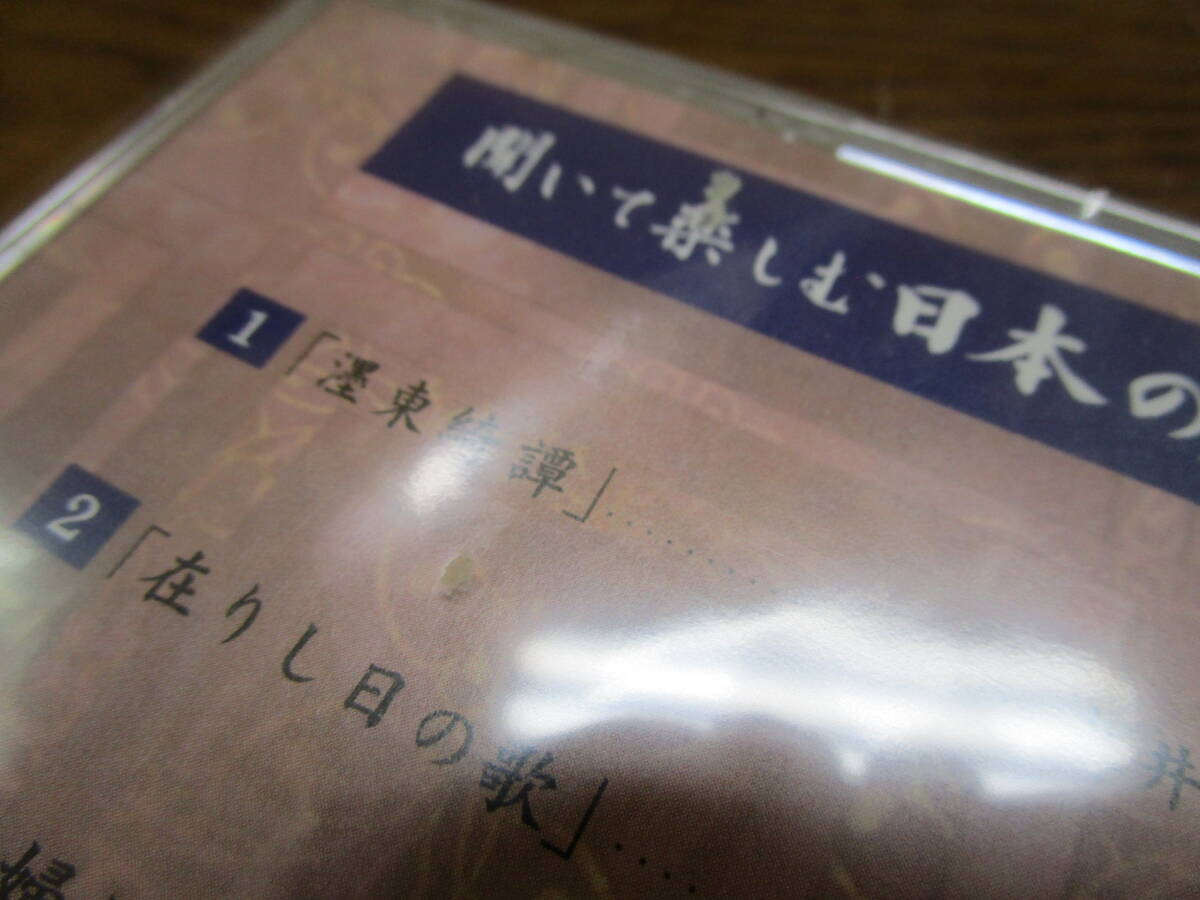 聞いて楽しむ日本の
1 「濹東綺譚」……
2 「在りし日の歌」……
井
婦